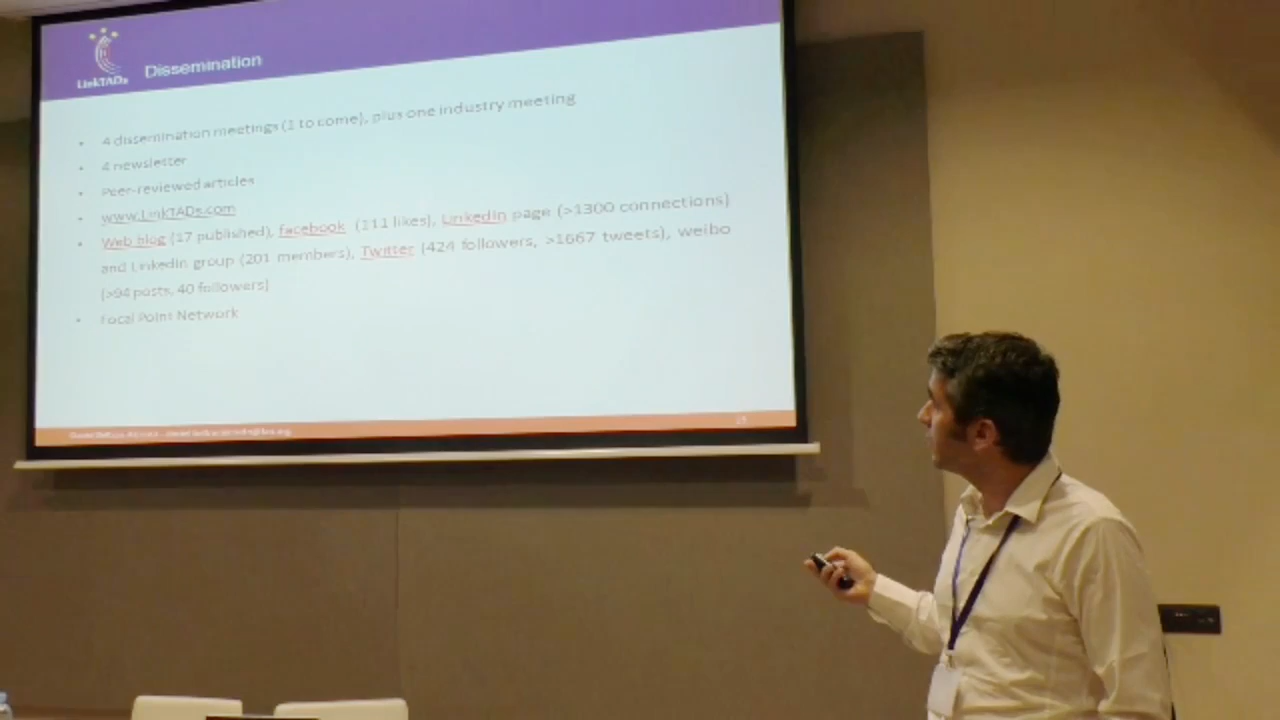 LinkTADs
Dissemination
• 4 dissemination meetings (1 to come), plus one industry meeting
• 4 newsletter
• Peer-reviewed articles
• www.LinkTADs.com
• Web blog (17 published), facebook (111 likes), LinkedIn page (>1300 connections)
and LinkedIn group (201 members), Twitter (424 followers, >1667 tweets), weibo
(>94 posts, 40 followers)
• Focal Point Network